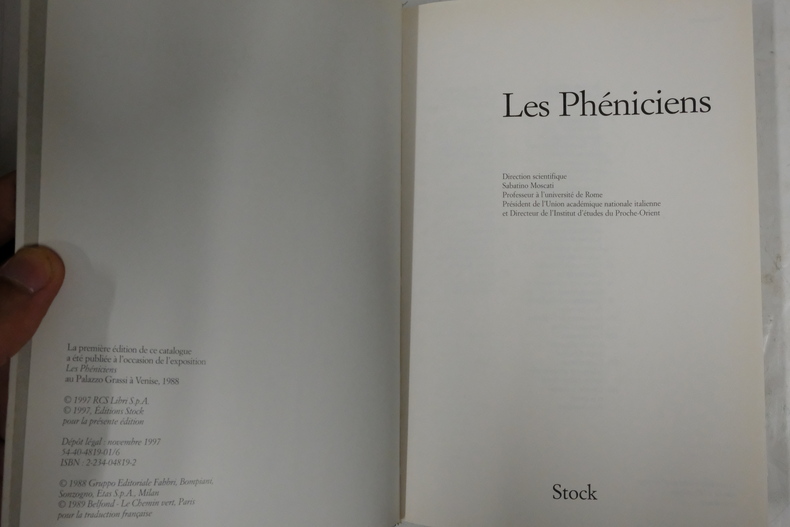 La première édition de ce catalogue
a été publiée à l'occasion de l'exposition
Les Phéniciens
au Palazzo Grassi à Venise, 1988
© 1997 RCS Libri S.p.A.
© 1997, Editions Stock
pour la présente édition
Dépôt légal : novembre 1997
54-40-4819-01/6
ISBN : 2-234-04819-2
© 1988 Gruppo Editoriale Fabbri, Bompiani,
Sonzogno, Etas S.p.A., Milan
© 1989 Belfond - Le Chemin vert, Paris
pour la traduction française
Les Phéniciens
Direction scientifique
Sabatino Moscati
Professeur à l'université de Rome
Président de l'Union académique nationale italienne
et Directeur de l'Institut d'études du Proche-Orient
Stock